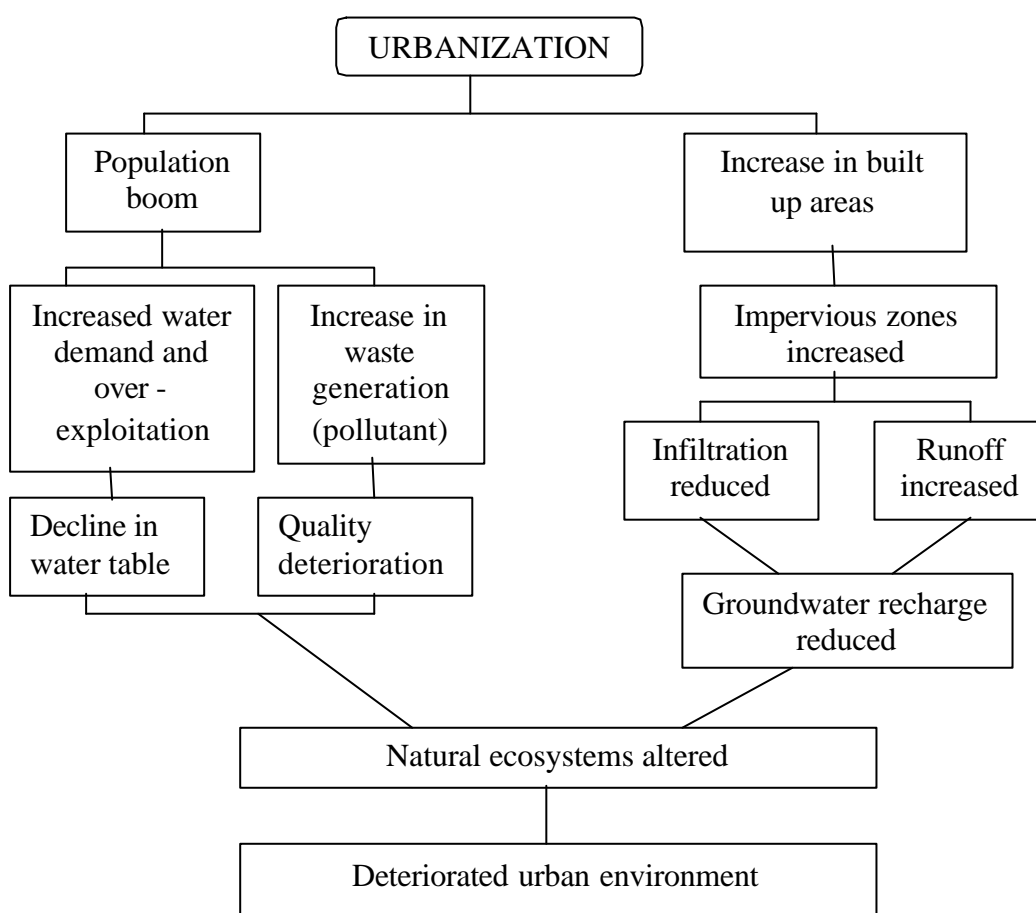 URBANIZATION
Population
boom
Increase in built
up areas
Increased water
demand and
over -
exploitation
Increase in
waste
generation
(pollutant)
Impervious zones
increased
Infiltration
reduced
Runoff
increased
Decline in
water table
Quality
deterioration
Groundwater recharge
reduced
Natural ecosystems altered
Deteriorated urban environment